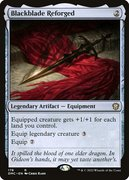 Blackblade Reforged
2
Legendary Artifact — Equipment
Equipped creature gets +1/+1 for each
land you control.
Equip legendary creature 3
Equip 7
It spilled the blood of one elder dragon. In
Gideon's hands, it may yet taste another's.